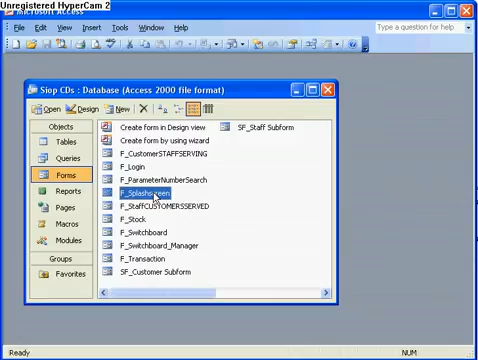 Unregistered HyperCam 2
Microsoft Access
File Edit View Insert Tools Window Help
Type a question for help
Siop CDs : Database (Access 2000 file format)
Open Design New
Objects
Tables
Queries
Forms
Reports
Pages
Macros
Modules
Groups
Favorites
Create form in Design view
Create form by using wizard
F_CustomerSTAFFSERVING
F_Login
F_ParameterNumberSearch
F_Splashscreen
F_StaffCUSTOMERSSERVED
F_Stock
F_Switchboard
F_Switchboard_Manager
F_Transaction
SF_Customer Subform
SF_Staff Subform
Ready
NUM